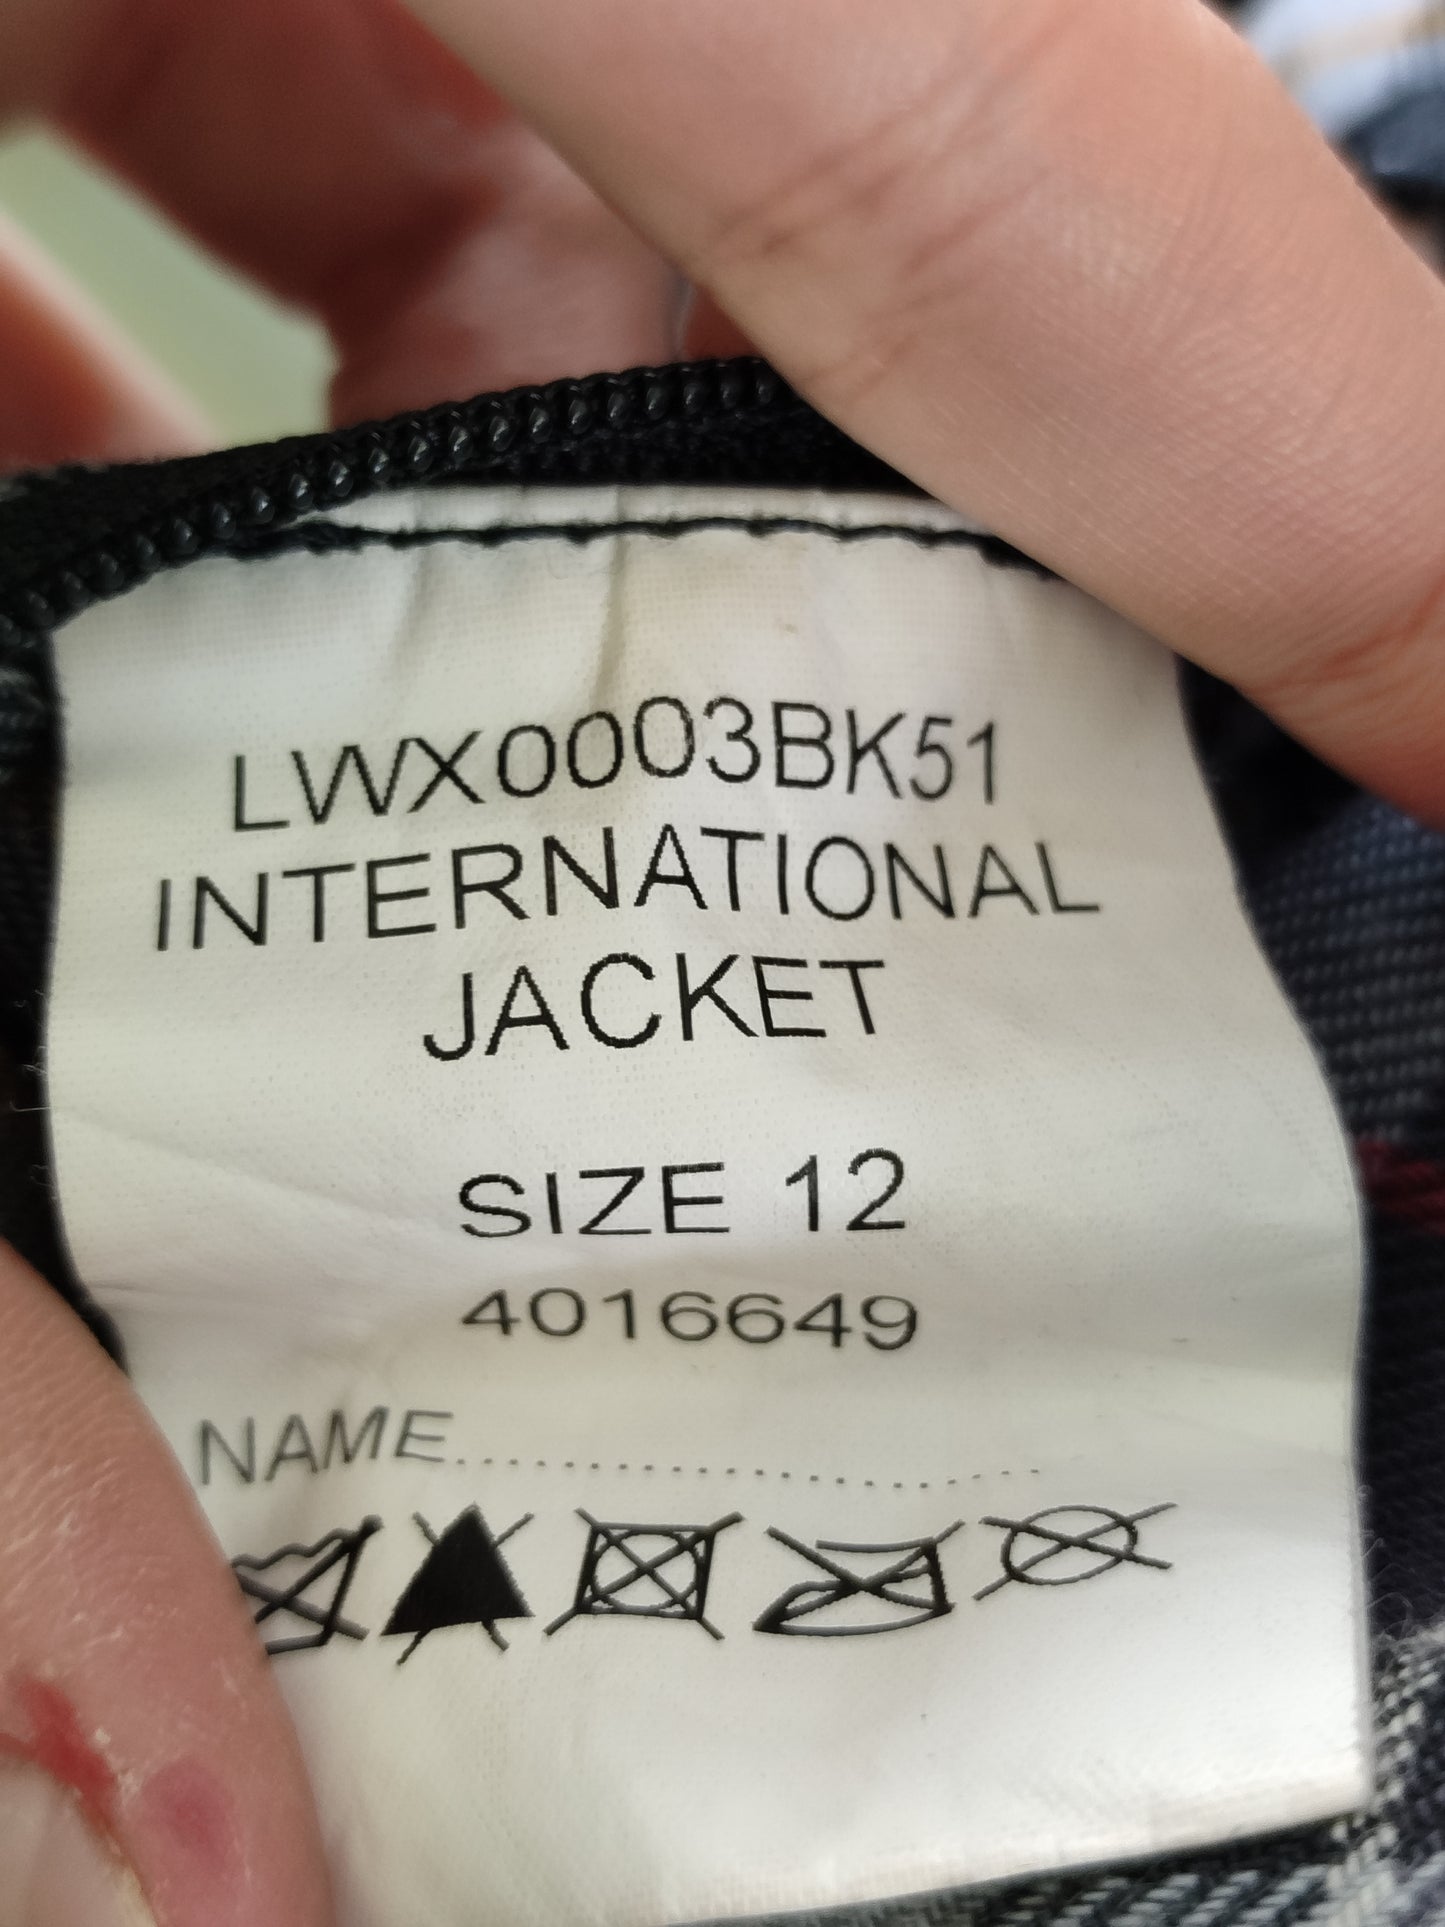 LWX0003BK51
INTERNATIONAL
JACKET
SIZE 12
4016649
NAME..........................................